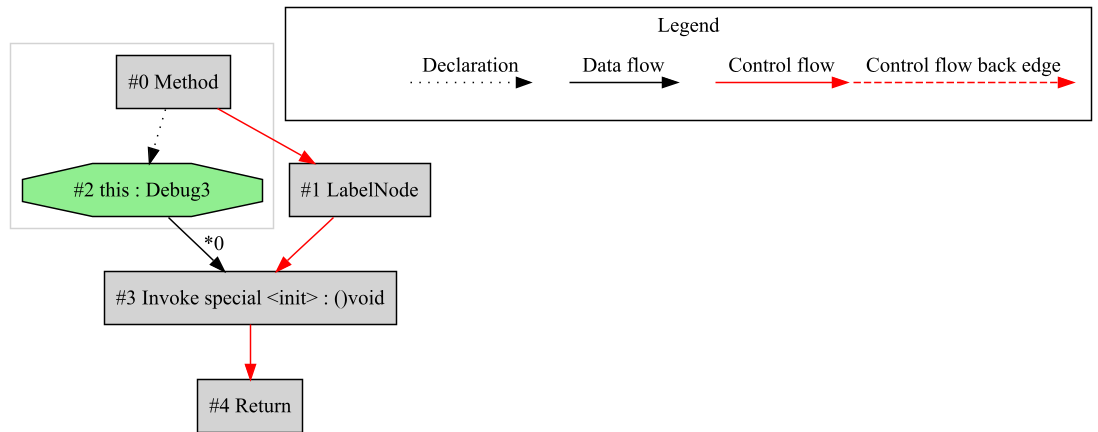 Legend
Declaration
Data flow
Control flow
Control flow back edge
#0 Method
#2 this : Debug3
#1 LabelNode
*0
#3 Invoke special <init> : ()void
#4 Return